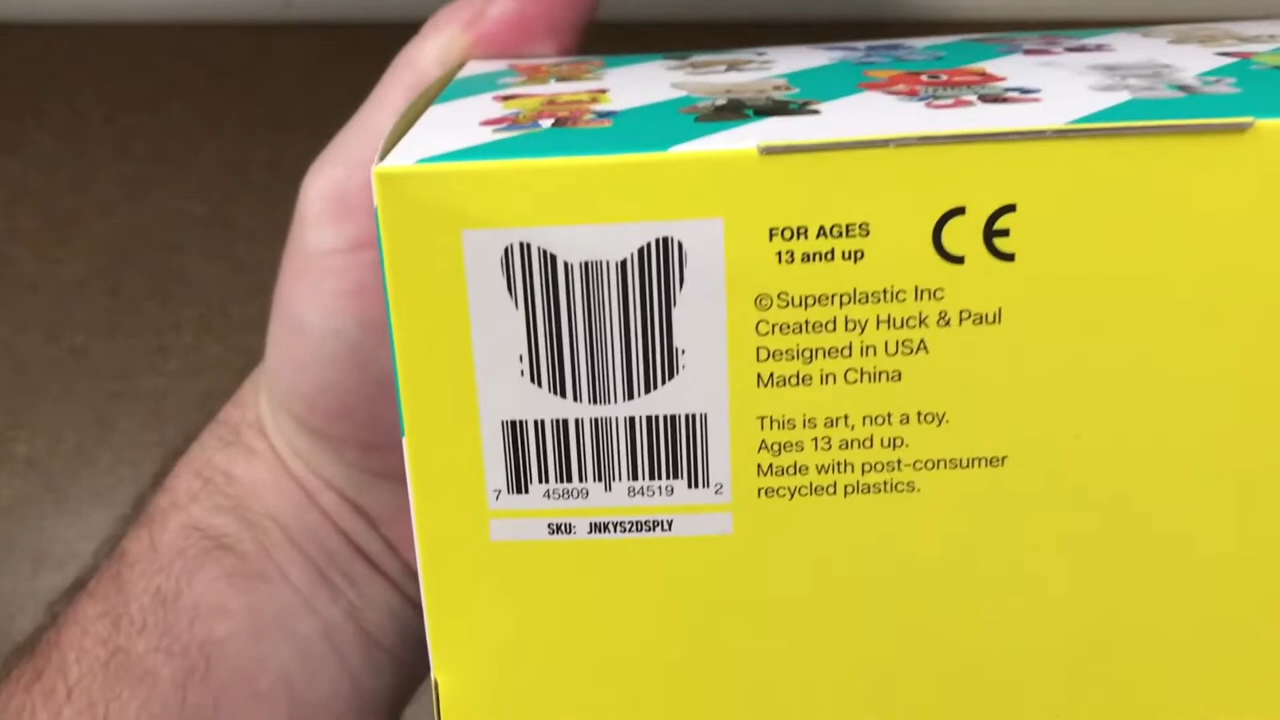 FOR AGES
13 and up
CE
©Superplastic Inc
Created by Huck & Paul
Designed in USA
Made in China
This is art, not a toy.
Ages 13 and up.
Made with post-consumer
recycled plastics.
7 45809 84519 2
SKU: JNKYS2DSPLY